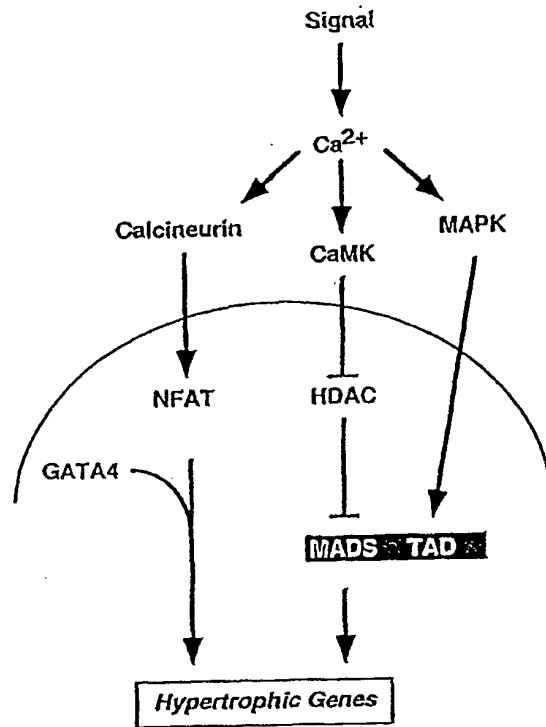 Signal
Ca2+
Calcineurin
CaMK
MAPK
NFAT
HDAC
GATA4
MADS TAD
Hypertrophic Genes